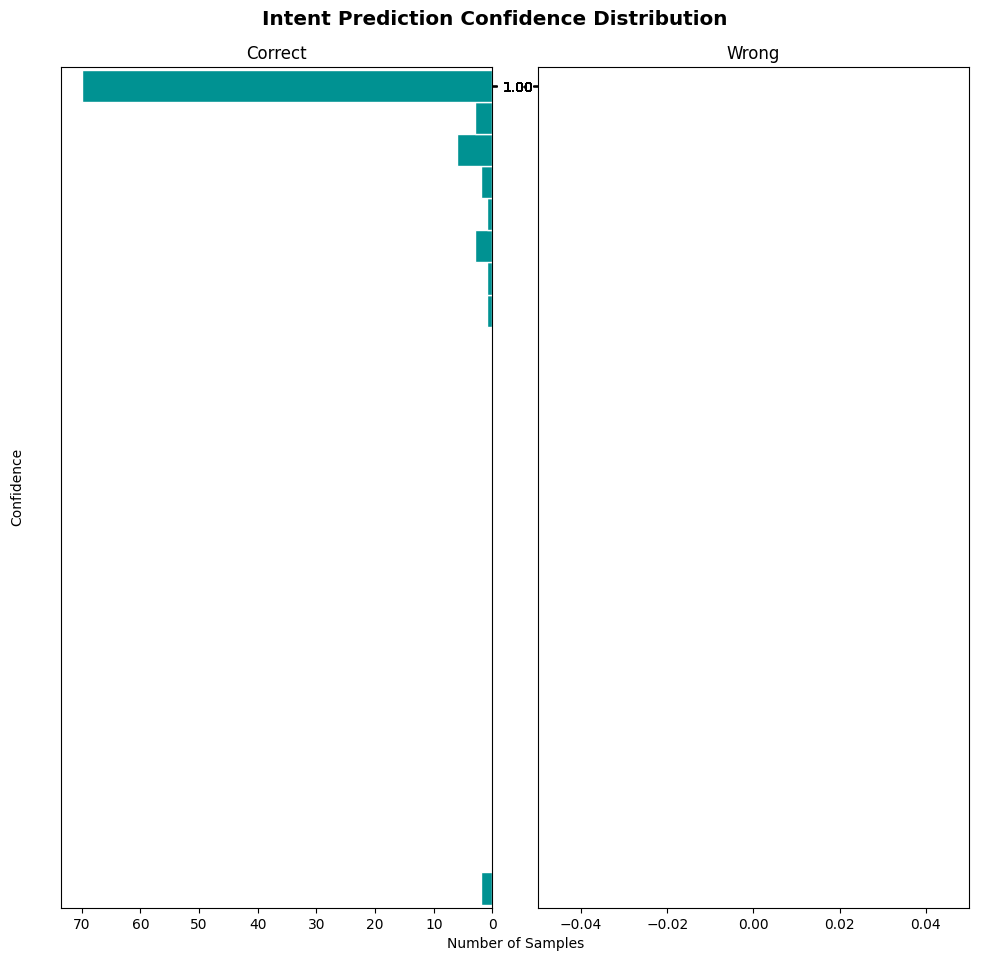 Intent Prediction Confidence Distribution
Correct
Wrong
1.00
Confidence
70 60 50 40 30 20 10 0
−0.04 −0.02 0.00 0.02 0.04
Number of Samples